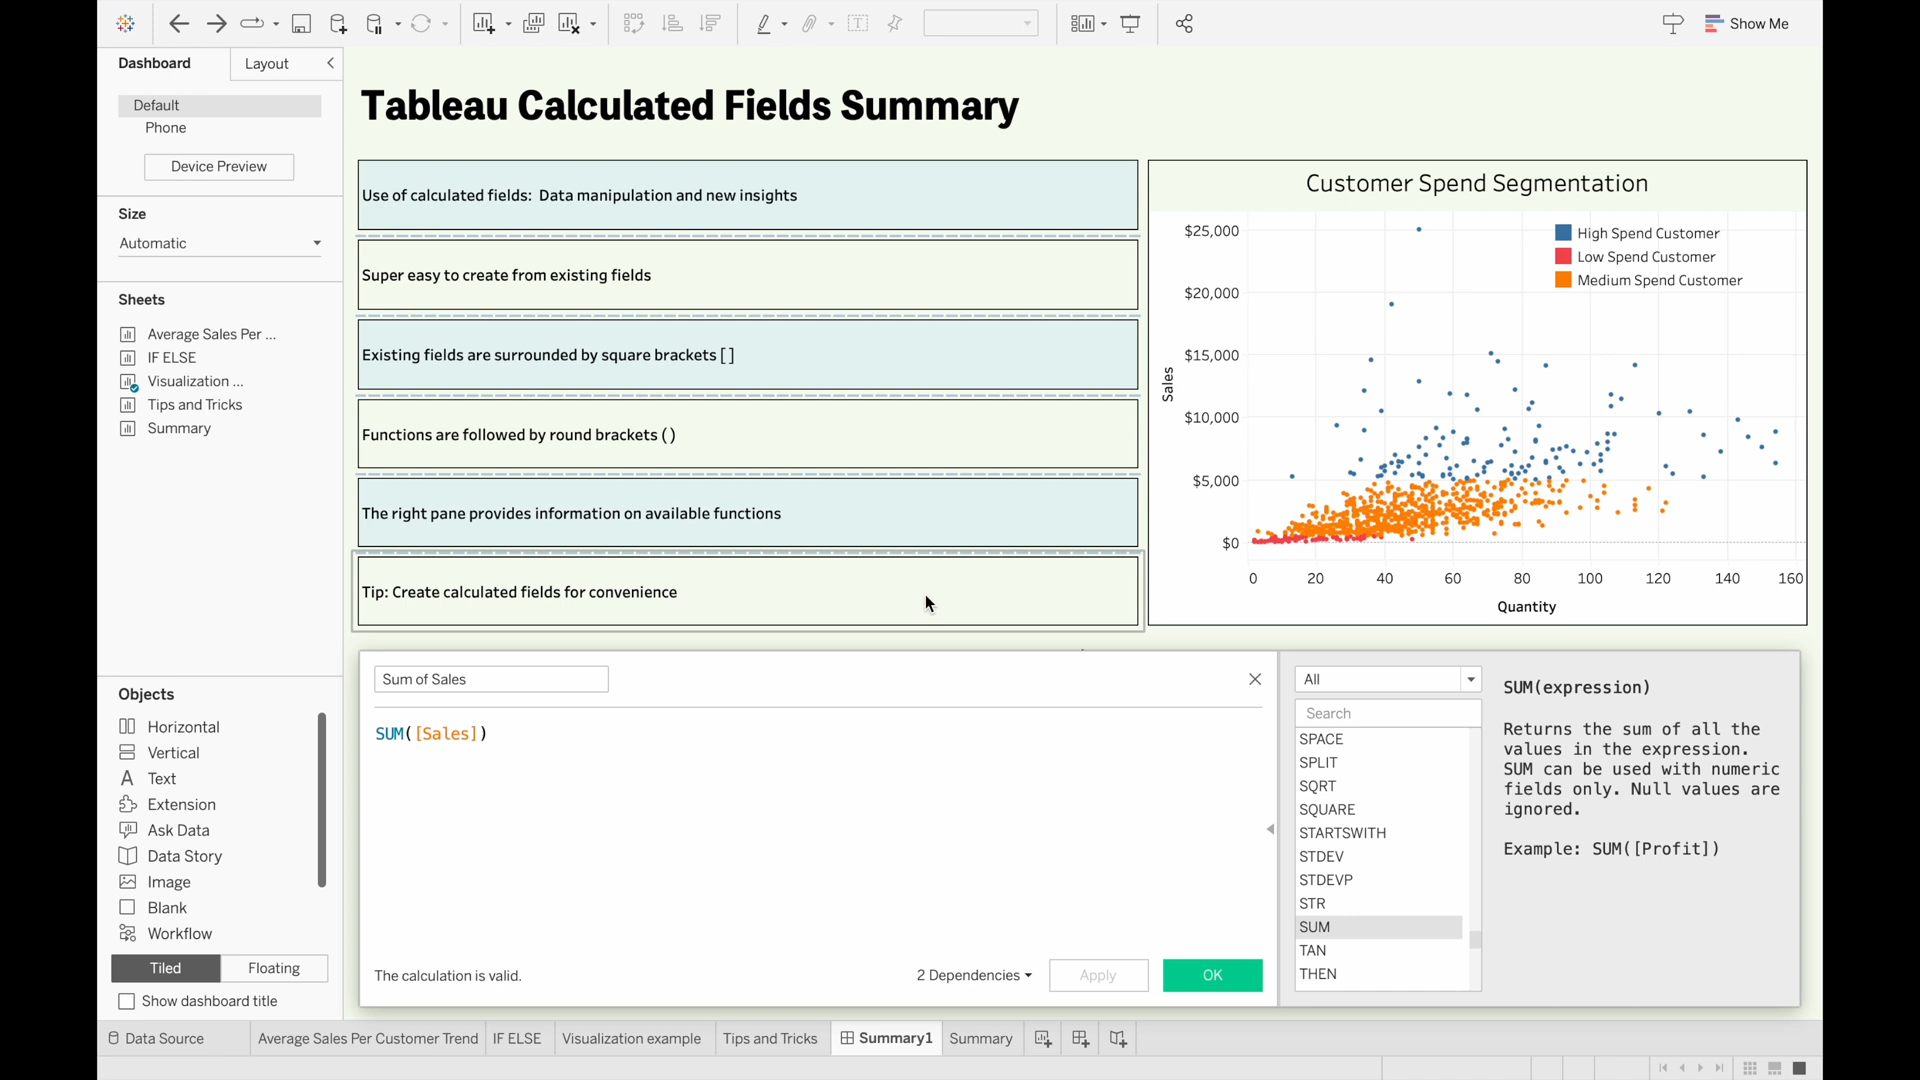 Show Me
Dashboard
Layout
Default
Phone
Device Preview
Size
Automatic
Sheets
Average Sales Per ...
IF ELSE
Visualization ...
Tips and Tricks
Summary
Objects
Horizontal
Vertical
Text
Extension
Ask Data
Data Story
Image
Blank
Workflow
Tiled
Floating
Show dashboard title
Tableau Calculated Fields Summary
Use of calculated fields:  Data manipulation and new insights
Super easy to create from existing fields
Existing fields are surrounded by square brackets [ ]
Functions are followed by round brackets ( )
The right pane provides information on available functions
Tip: Create calculated fields for convenience
Customer Spend Segmentation
High Spend Customer
Low Spend Customer
Medium Spend Customer
Sales
$25,000
$20,000
$15,000
$10,000
$5,000
$0
0 20 40 60 80 100 120 140 160
Quantity
Sum of Sales
SUM([Sales])
The calculation is valid.
2 Dependencies
Apply
OK
All
Search
SPACE
SPLIT
SQRT
SQUARE
STARTSWITH
STDEV
STDEVP
STR
SUM
TAN
THEN
SUM(expression)
Returns the sum of all the
values in the expression.
SUM can be used with numeric
fields only. Null values are
ignored.
Example: SUM([Profit])
Data Source
Average Sales Per Customer Trend
IF ELSE
Visualization example
Tips and Tricks
Summary1
Summary